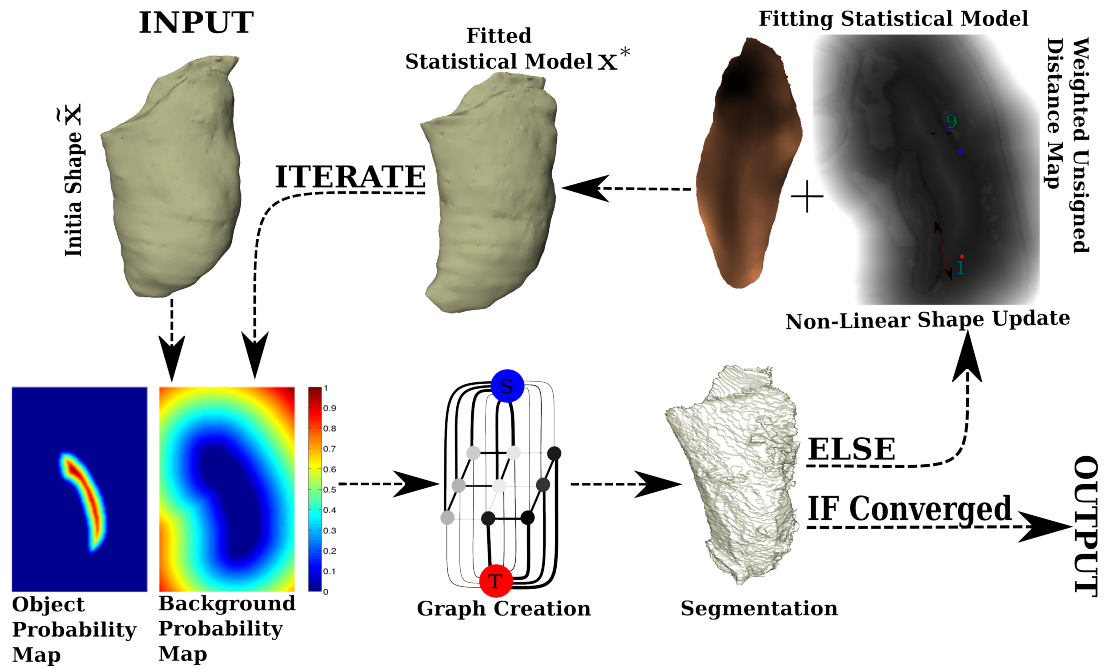 INPUT
Initia Shape X̃
Fitted
Statistical Model X*
Fitting Statistical Model
Weighted Unsigned
Distance Map
9
1
+
ITERATE
Non-Linear Shape Update
1
0.9
0.8
0.7
0.6
0.5
0.4
0.3
0.2
0.1
0
S
T
ELSE
IF Converged
OUTPUT
Object
Probability
Map
Background
Probability
Map
Graph Creation
Segmentation